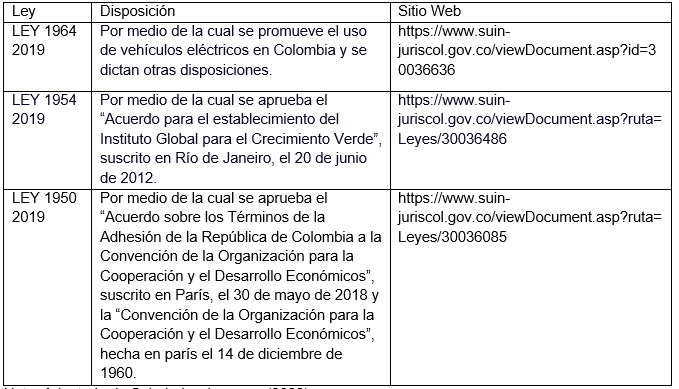 Ley
Disposición
Sitio Web
LEY 1964
2019
Por medio de la cual se promueve el uso
de vehículos eléctricos en Colombia y se
dictan otras disposiciones.
https://www.suin-
juriscol.gov.co/viewDocument.asp?id=3
0036636
LEY 1954
2019
Por medio de la cual se aprueba el
“Acuerdo para el establecimiento del
Instituto Global para el Crecimiento Verde”,
suscrito en Río de Janeiro, el 20 de junio
de 2012.
https://www.suin-
juriscol.gov.co/viewDocument.asp?ruta=
Leyes/30036486
LEY 1950
2019
Por medio de la cual se aprueba el
“Acuerdo sobre los Términos de la
Adhesión de la República de Colombia a la
Convención de la Organización para la
Cooperación y el Desarrollo Económicos”,
suscrito en París, el 30 de mayo de 2018 y
la “Convención de la Organización para la
Cooperación y el Desarrollo Económicos”,
hecha en parís el 14 de diciembre de
1960.
https://www.suin-
juriscol.gov.co/viewDocument.asp?ruta=
Leyes/30036085